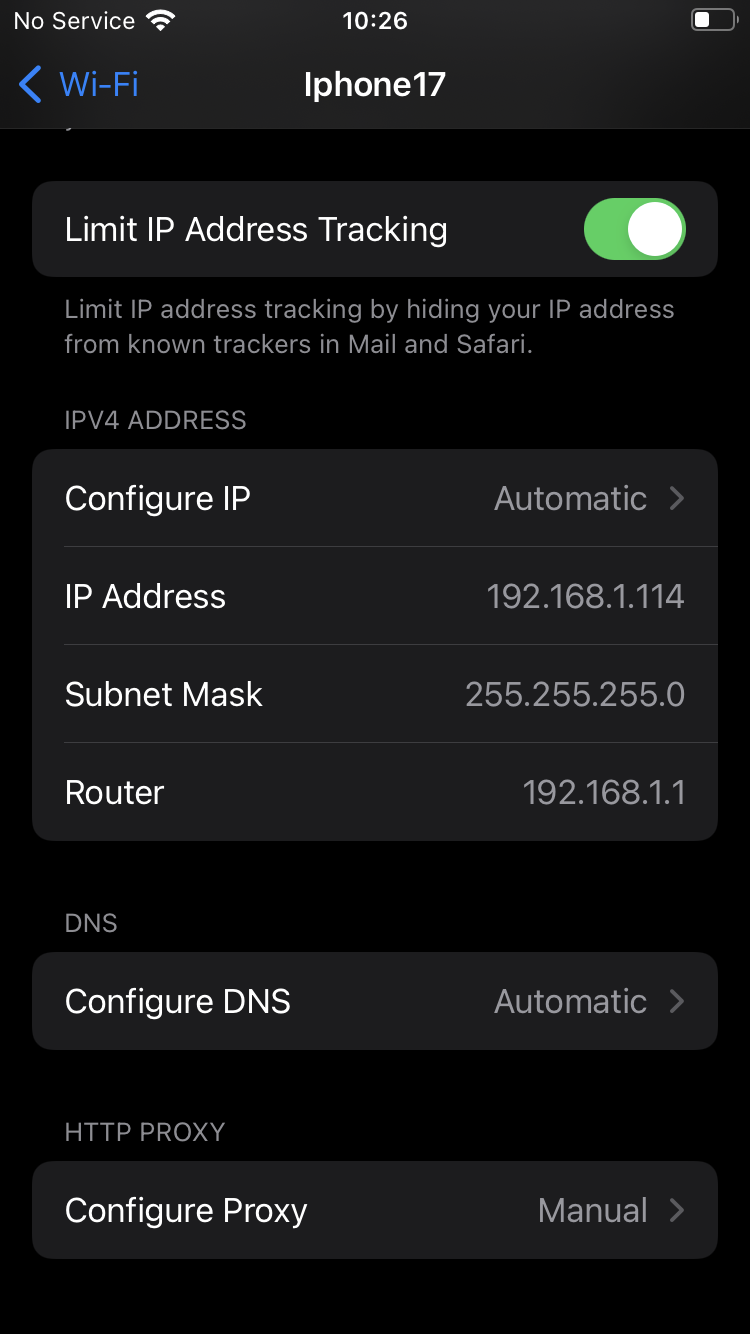 No Service 10:26
Wi-Fi Iphone17
Limit IP Address Tracking
Limit IP address tracking by hiding your IP address
from known trackers in Mail and Safari.
IPV4 ADDRESS
Configure IP Automatic
IP Address 192.168.1.114
Subnet Mask 255.255.255.0
Router 192.168.1.1
DNS
Configure DNS Automatic
HTTP PROXY
Configure Proxy Manual